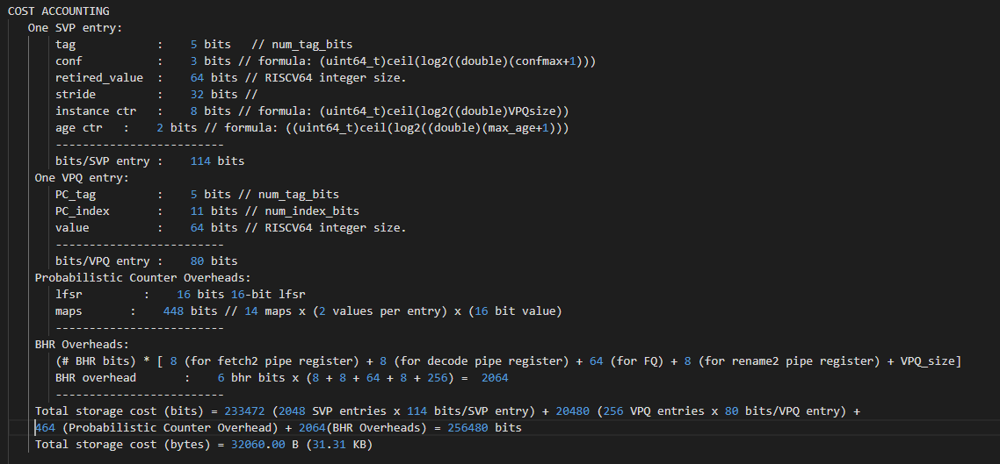 COST ACCOUNTING
One SVP entry:
tag : 5 bits // num_tag_bits
conf : 3 bits // formula: (uint64_t)ceil(log2((double)(confmax+1)))
retired_value : 64 bits // RISCV64 integer size.
stride : 32 bits //
instance ctr : 8 bits // formula: (uint64_t)ceil(log2((double)VPQsize))
age ctr : 2 bits // formula: ((uint64_t)ceil(log2((double)(max_age+1)))
-------------------------
bits/SVP entry : 114 bits
One VPQ entry:
PC_tag : 5 bits // num_tag_bits
PC_index : 11 bits // num_index_bits
value : 64 bits // RISCV64 integer size.
-------------------------
bits/VPQ entry : 80 bits
Probabilistic Counter Overheads:
lfsr : 16 bits 16-bit lfsr
maps : 448 bits // 14 maps x (2 values per entry) x (16 bit value)
-------------------------
BHR Overheads:
(# BHR bits) * [ 8 (for fetch2 pipe register) + 8 (for decode pipe register) + 64 (for FQ) + 8 (for rename2 pipe register) + VPQ_size]
BHR overhead : 6 bhr bits x (8 + 8 + 64 + 8 + 256) = 2064
-------------------------
Total storage cost (bits) = 233472 (2048 SVP entries x 114 bits/SVP entry) + 20480 (256 VPQ entries x 80 bits/VPQ entry) +
464 (Probabilistic Counter Overhead) + 2064(BHR Overheads) = 256480 bits
Total storage cost (bytes) = 32060.00 B (31.31 KB)